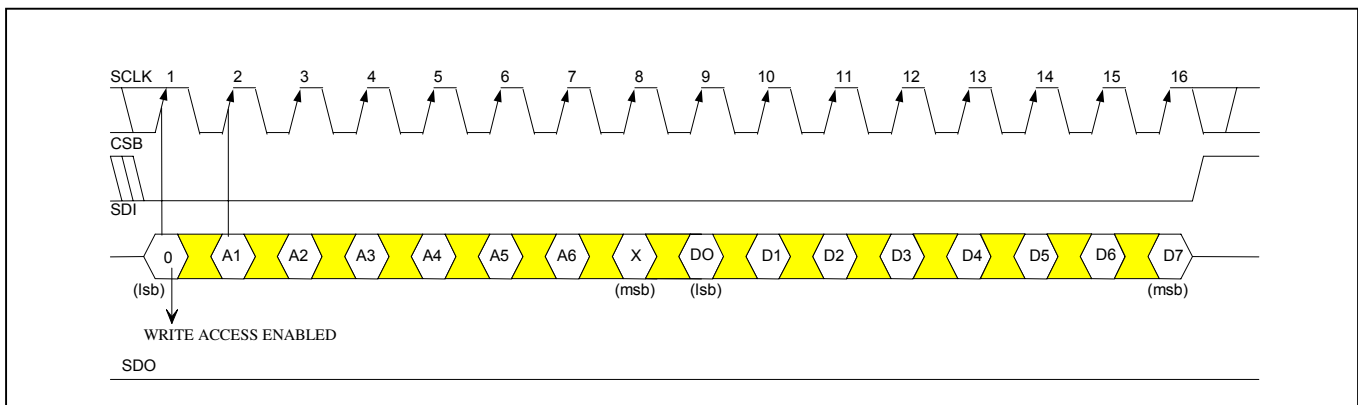 SCLK 1 2 3 4 5 6 7 8 9 10 11 12 13 14 15 16
CSB
SDI
0 A1 A2 A3 A4 A5 A6 X DO D1 D2 D3 D4 D5 D6 D7
(lsb) (msb) (lsb) (msb)
WRITE ACCESS ENABLED
SDO